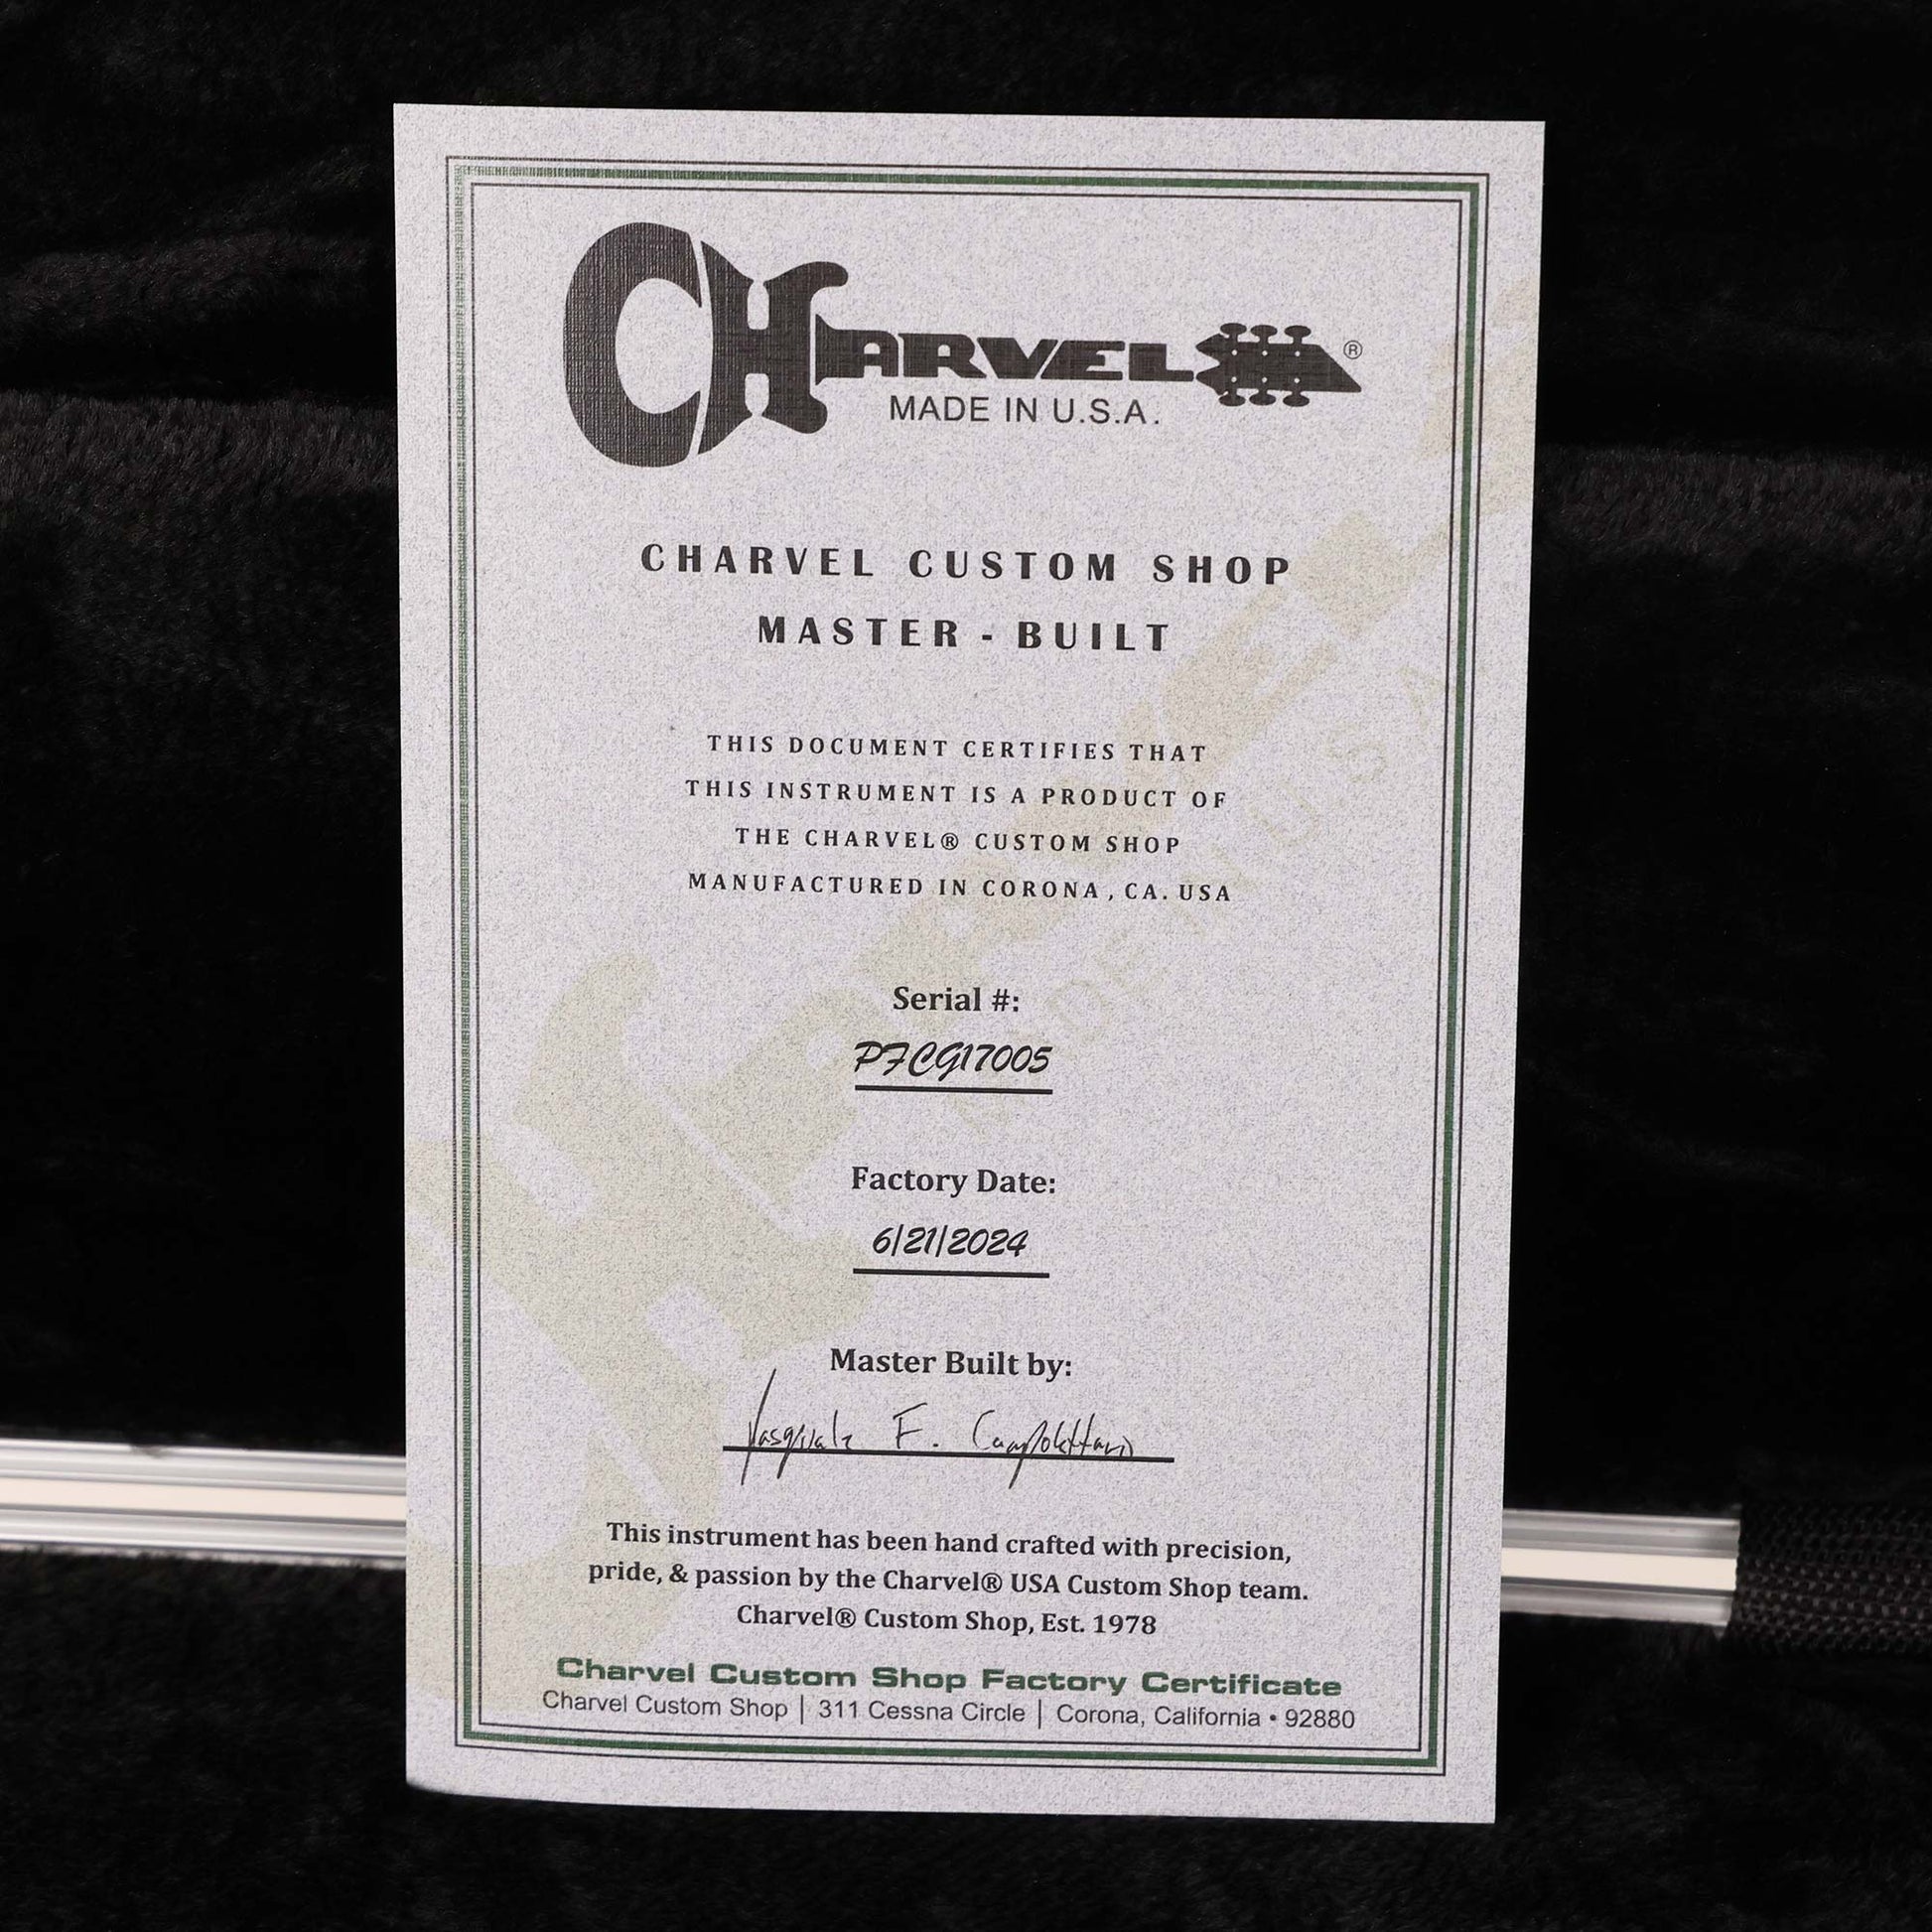 CHARVEL®
MADE IN U.S.A.
CHARVEL CUSTOM SHOP
MASTER - BUILT
THIS DOCUMENT CERTIFIES THAT
THIS INSTRUMENT IS A PRODUCT OF
THE CHARVEL® CUSTOM SHOP
MANUFACTURED IN CORONA, CA. USA
Serial #:
PFCG17005
Factory Date:
6/21/2024
Master Built by:
Pasquale F. Campolattano
This instrument has been hand crafted with precision,
pride, & passion by the Charvel® USA Custom Shop team.
Charvel® Custom Shop, Est. 1978
Charvel Custom Shop Factory Certificate
Charvel Custom Shop | 311 Cessna Circle | Corona, California • 92880